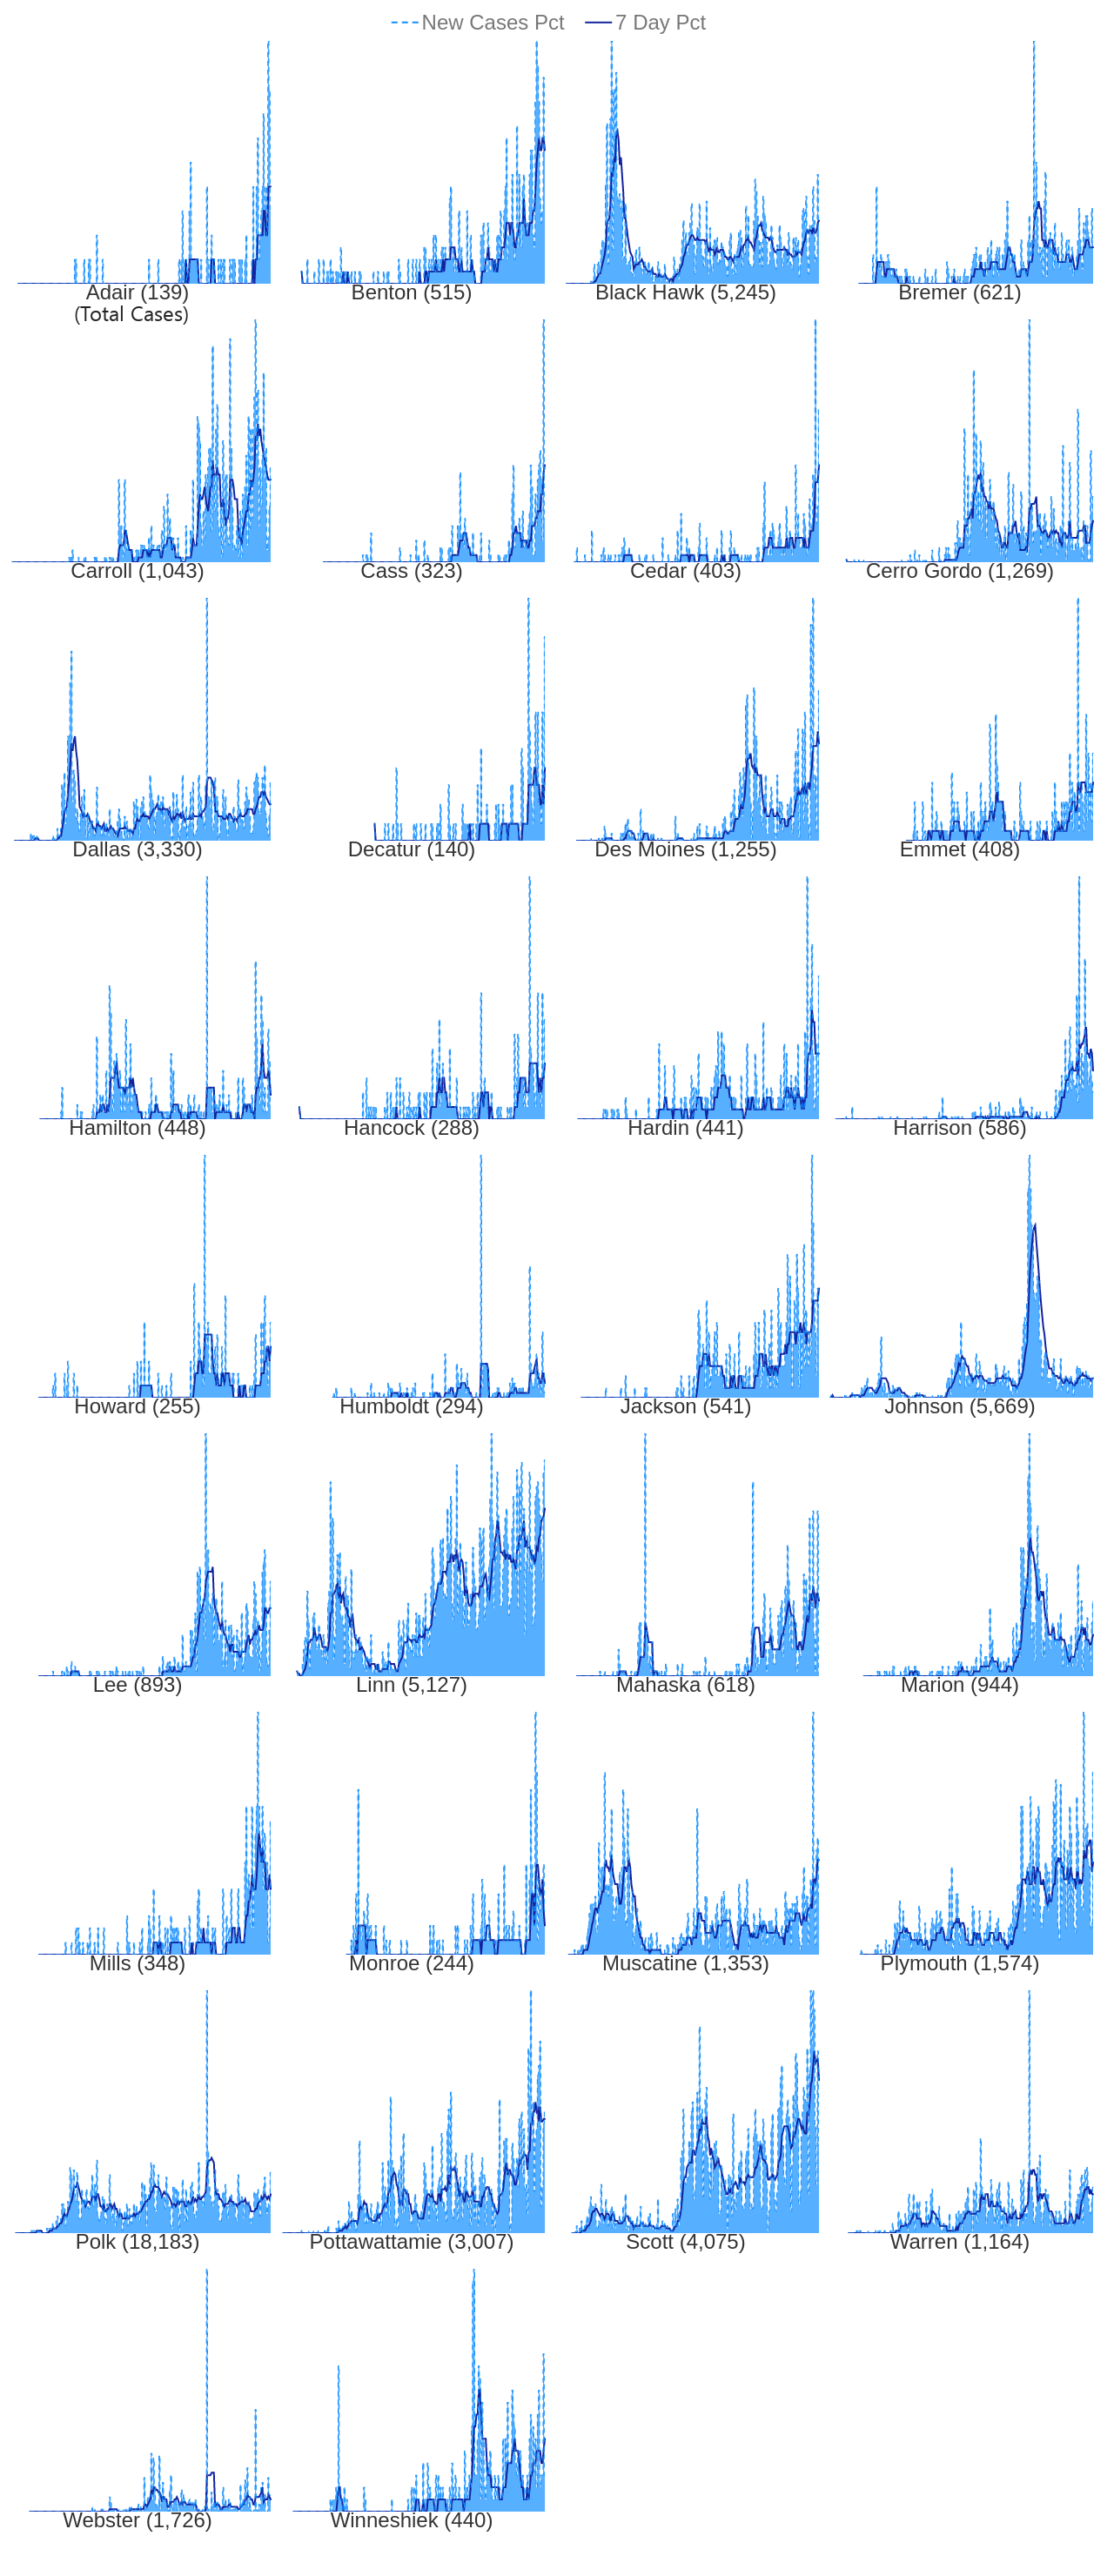 New Cases Pct 7 Day Pct
Adair (139) Benton (515) Black Hawk (5,245) Bremer (621)
(Total Cases)
Carroll (1,043) Cass (323) Cedar (403) Cerro Gordo (1,269)
Dallas (3,330) Decatur (140) Des Moines (1,255) Emmet (408)
Hamilton (448) Hancock (288) Hardin (441) Harrison (586)
Howard (255) Humboldt (294) Jackson (541) Johnson (5,669)
Lee (893) Linn (5,127) Mahaska (618) Marion (944)
Mills (348) Monroe (244) Muscatine (1,353) Plymouth (1,574)
Polk (18,183) Pottawattamie (3,007) Scott (4,075) Warren (1,164)
Webster (1,726) Winneshiek (440)